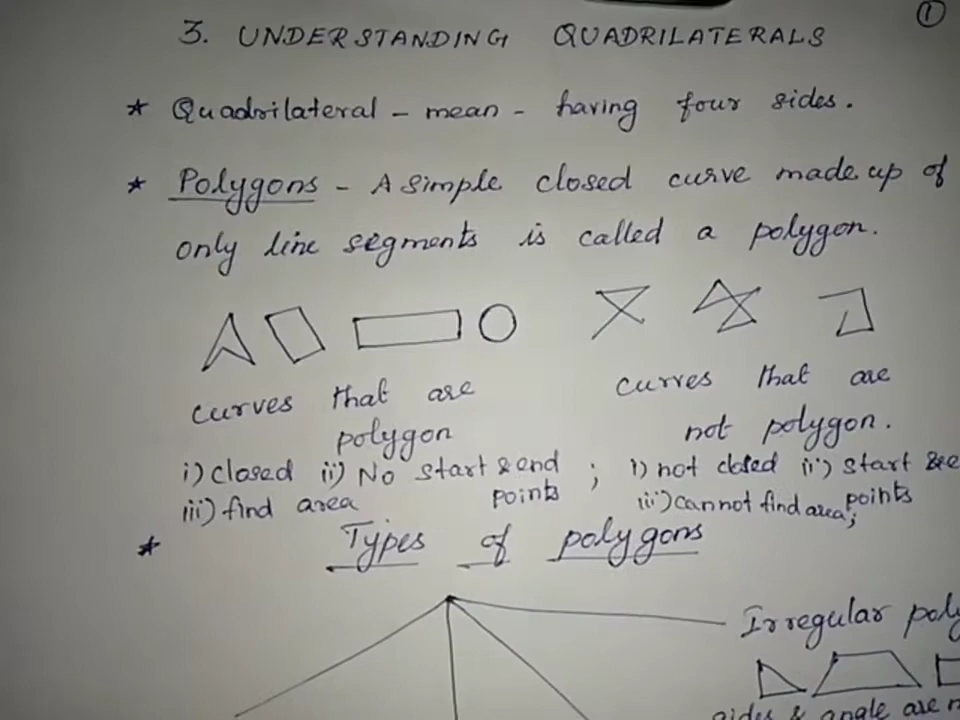 1
3. UNDERSTANDING QUADRILATERALS
* Quadrilateral - mean - having four sides.
* Polygons - A simple closed curve made up of
only line segments is called a polygon.
curves that are
polygon
curves that are
not polygon.
i) closed ii) No start & end
points
iii) find area
; i) not closed ii) start &
points
iii) cannot find area;
* Types of polygons
Irregular poly
sides & angle are